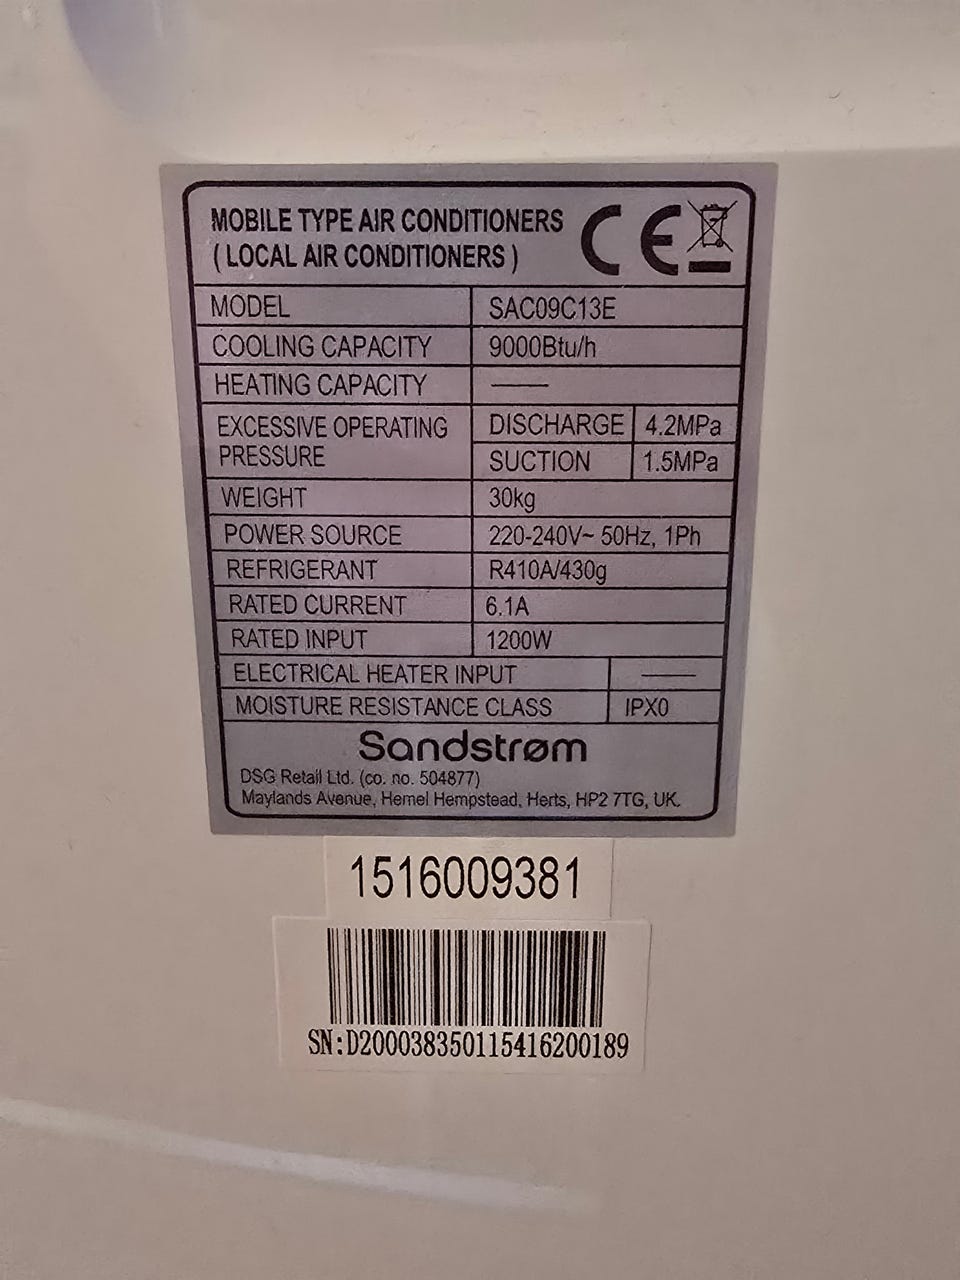 MOBILE TYPE AIR CONDITIONERS
( LOCAL AIR CONDITIONERS )
CE
MODEL SAC09C13E
COOLING CAPACITY 9000Btu/h
HEATING CAPACITY ——
EXCESSIVE OPERATING PRESSURE DISCHARGE 4.2MPa
SUCTION 1.5MPa
WEIGHT 30kg
POWER SOURCE 220-240V~ 50Hz, 1Ph
REFRIGERANT R410A/430g
RATED CURRENT 6.1A
RATED INPUT 1200W
ELECTRICAL HEATER INPUT ——
MOISTURE RESISTANCE CLASS IPX0
Sandstrøm
DSG Retail Ltd. (co. no. 504877)
Maylands Avenue, Hemel Hempstead, Herts, HP2 7TG, UK.
1516009381
SN:D200038350115416200189